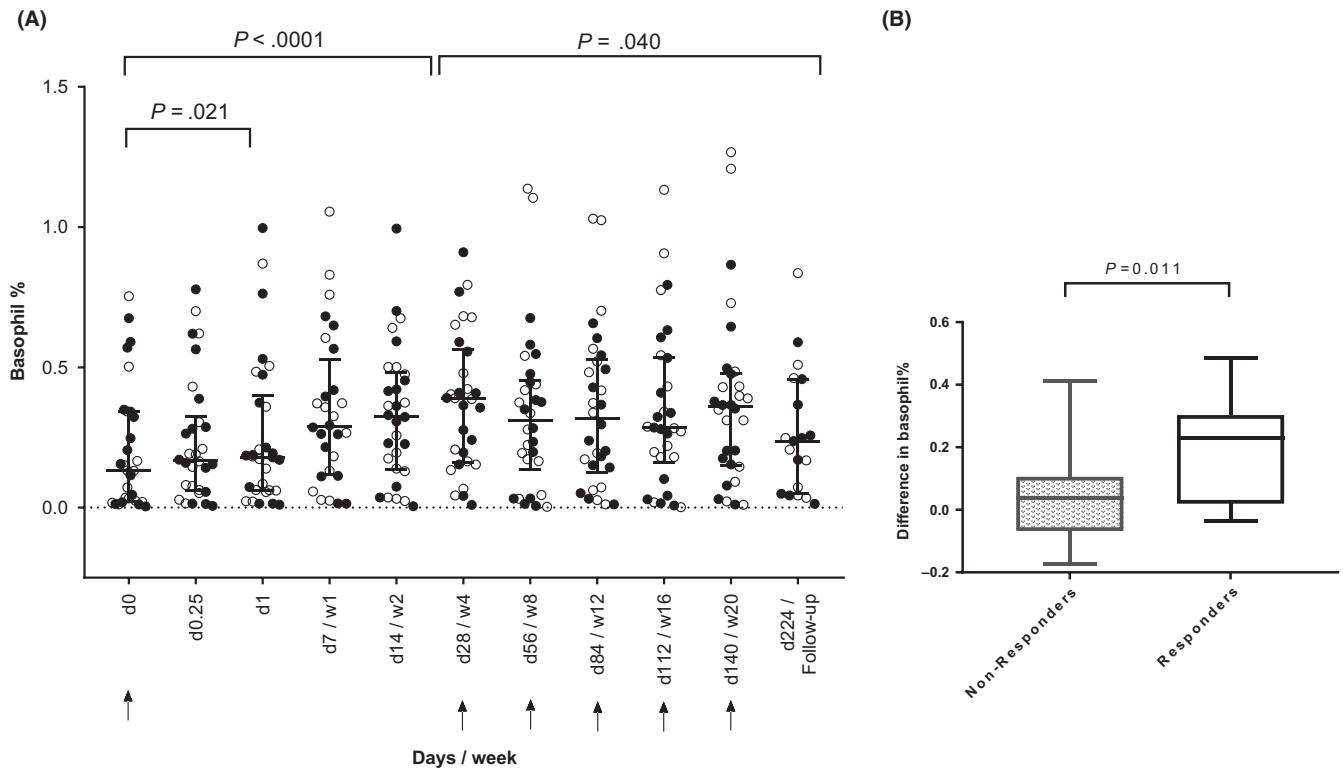 (A)
P < .0001
P = .040
P = .021
1.5
1.0
0.5
0.0
Basophil %
d0
d0.25
d1
d7 / w1
d14 / w2
d28 / w4
d56 / w8
d84 / w12
d112 / w16
d140 / w20
d224 /
Follow-up
Days / week
(B)
P=0.011
0.6
0.4
0.2
0.0
–0.2
Difference in basophil%
Non-Responders
Responders